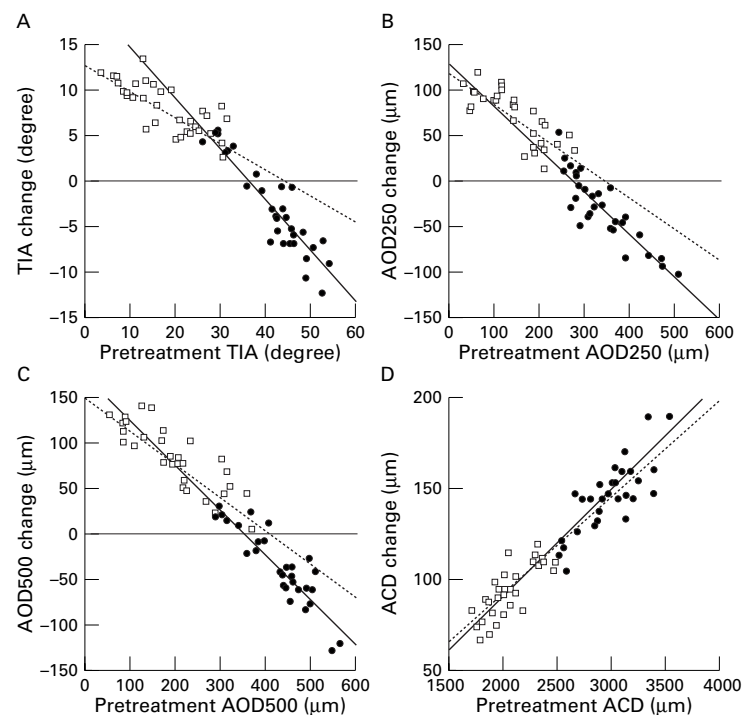 A
15
10
5
0
−5
−10
−15
TIA change (degree)
0 10 20 30 40 50 60
Pretreatment TIA (degree)
B
150
100
50
0
−50
−100
−150
AOD250 change (μm)
0 100 200 300 400 500 600
Pretreatment AOD250 (μm)
C
150
100
50
0
−50
−100
−150
AOD500 change (μm)
0 100 200 300 400 500 600
Pretreatment AOD500 (μm)
D
200
150
100
50
ACD change (μm)
1500 2000 2500 3000 3500 4000
Pretreatment ACD (μm)